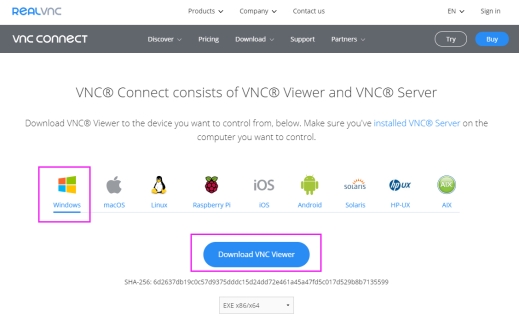 REALVNC Products Company Contact us EN Sign in
VNC CONNECT Discover Pricing Download Support Partners Try Buy
VNC® Connect consists of VNC® Viewer and VNC® Server
Download VNC® Viewer to the device you want to control from, below. Make sure you've installed VNC® Server on the
computer you want to control.
iOS solaris hp UX AIX
Windows macOS Linux Raspberry Pi iOS Android Solaris HP-UX AIX
Download VNC Viewer
SHA-256: 6d2637db19c0c57d9375dddc15d24dd72e461a45a47fd5c017d529b8b7135599
EXE x86/x64